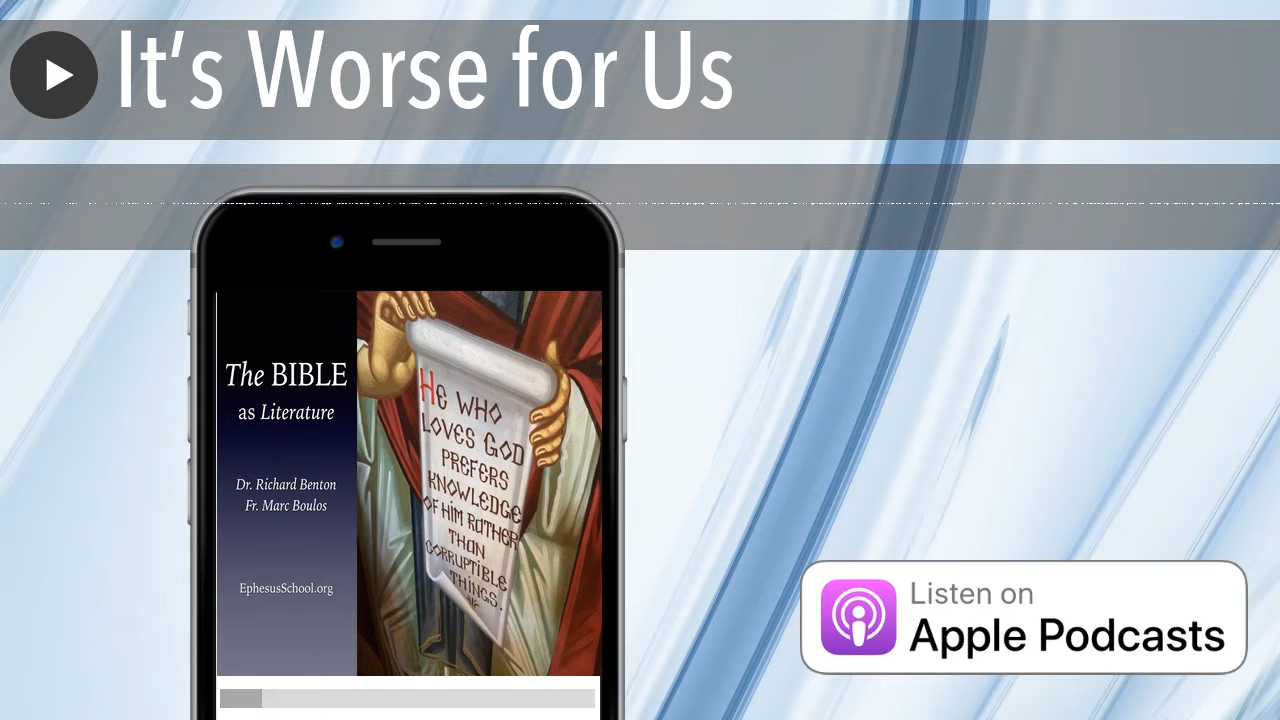 It's Worse for Us
The BIBLE
as Literature
Dr. Richard Benton
Fr. Marc Boulos
EphesusSchool.org
HE WHO
LOVES GOD
PREFERS
KNOWLEDGE
OF HIM RATHER
THAN
CORRUPTIBLE
THINGS.
Listen on
Apple Podcasts